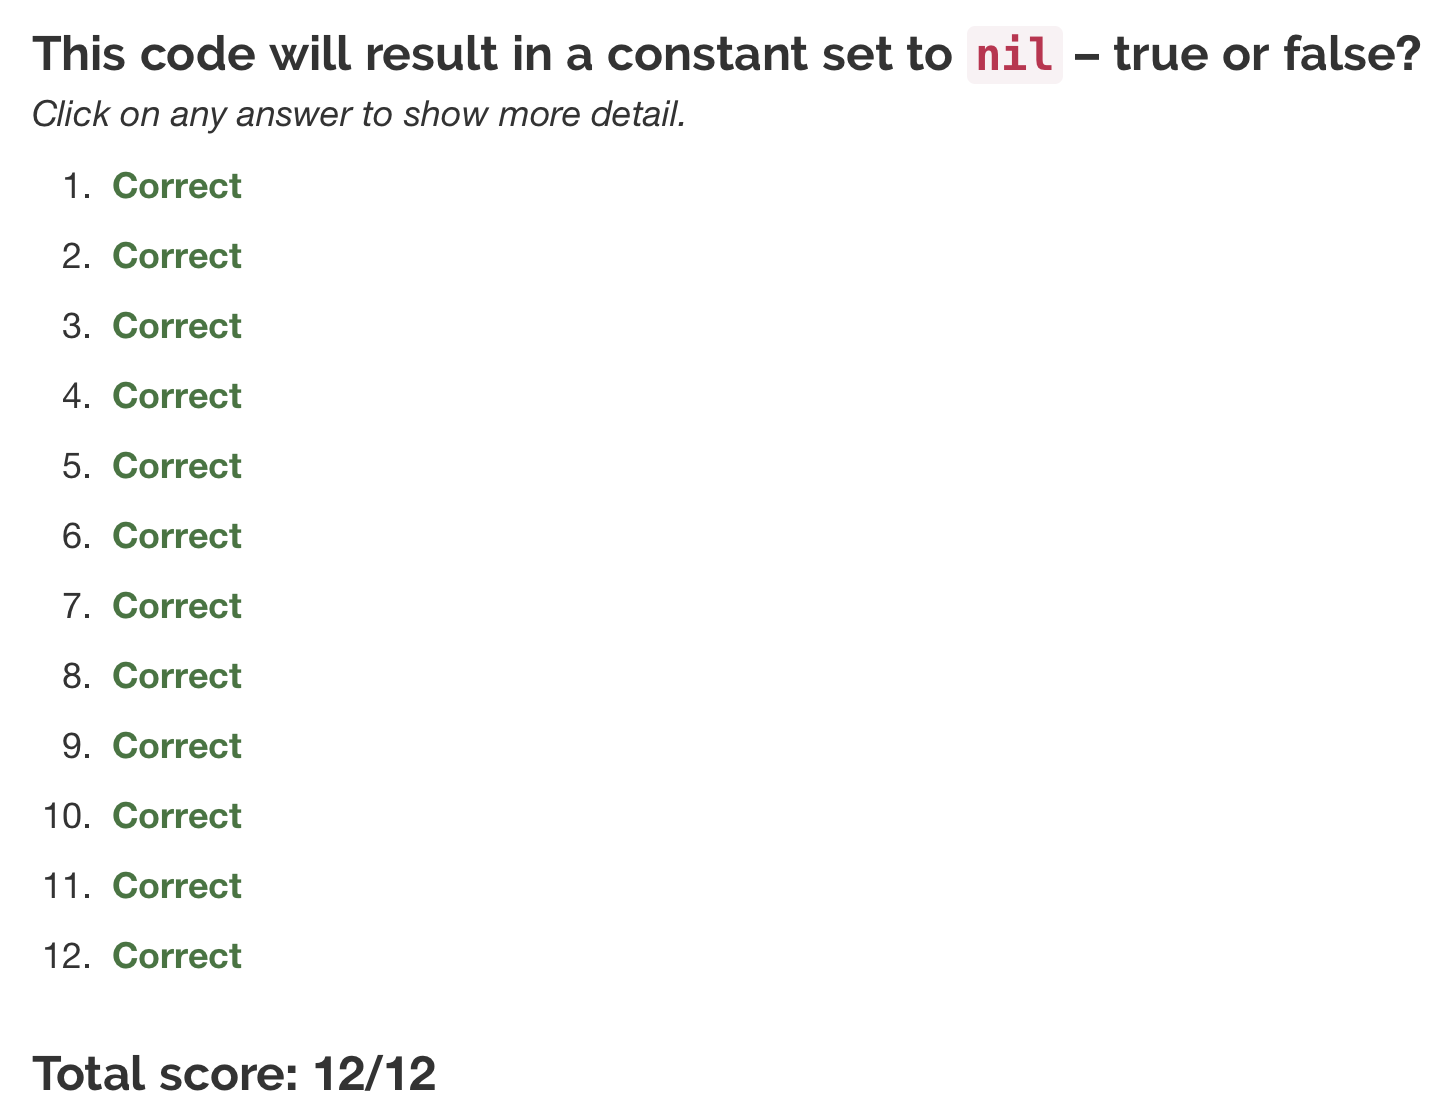 This code will result in a constant set to nil – true or false?
Click on any answer to show more detail.
1. Correct
2. Correct
3. Correct
4. Correct
5. Correct
6. Correct
7. Correct
8. Correct
9. Correct
10. Correct
11. Correct
12. Correct
Total score: 12/12